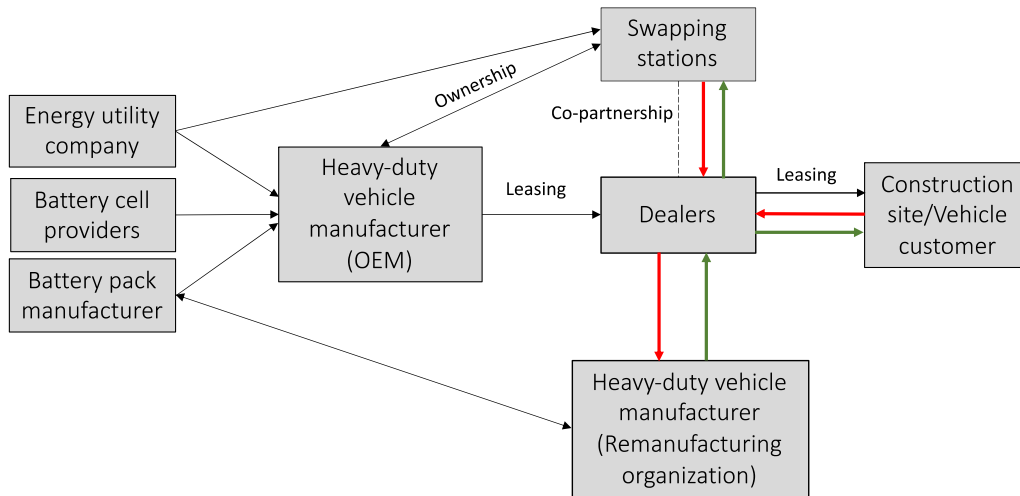 Swapping
stations
Ownership
Energy utility
company
Co-partnership
Heavy-duty
vehicle
manufacturer
(OEM)
Leasing
Leasing
Battery cell
providers
Dealers
Construction
site/Vehicle
customer
Battery pack
manufacturer
Heavy-duty vehicle
manufacturer
(Remanufacturing
organization)